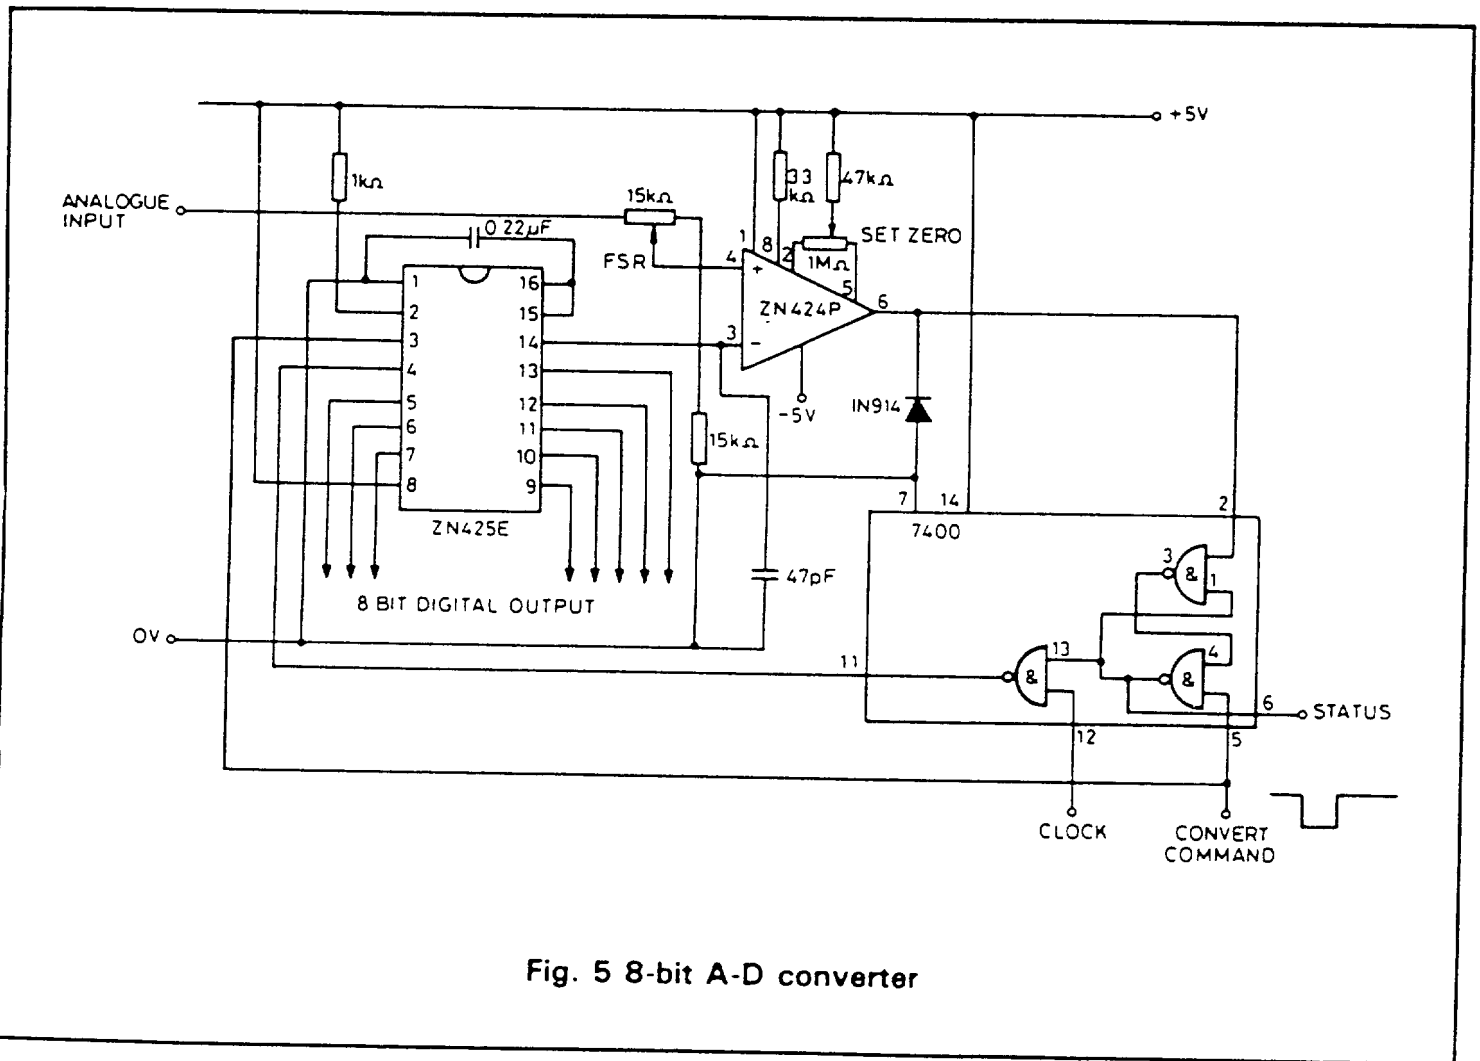 +5V
1kΩ
33
kΩ
47kΩ
ANALOGUE
INPUT
15kΩ
0.22µF
1
8
2
SET ZERO
1MΩ
FSR
4
+
5
ZN424P
6
1
16
2
15
3
14
3
-
4
13
-5V
5
12
IN914
6
11
15kΩ
7
10
8
9
ZN425E
7
14
2
7400
3
&
1
47pF
8 BIT DIGITAL OUTPUT
0V
11
13
&
4
&
6
STATUS
12
5
CLOCK
CONVERT
COMMAND
Fig. 5 8-bit A-D converter